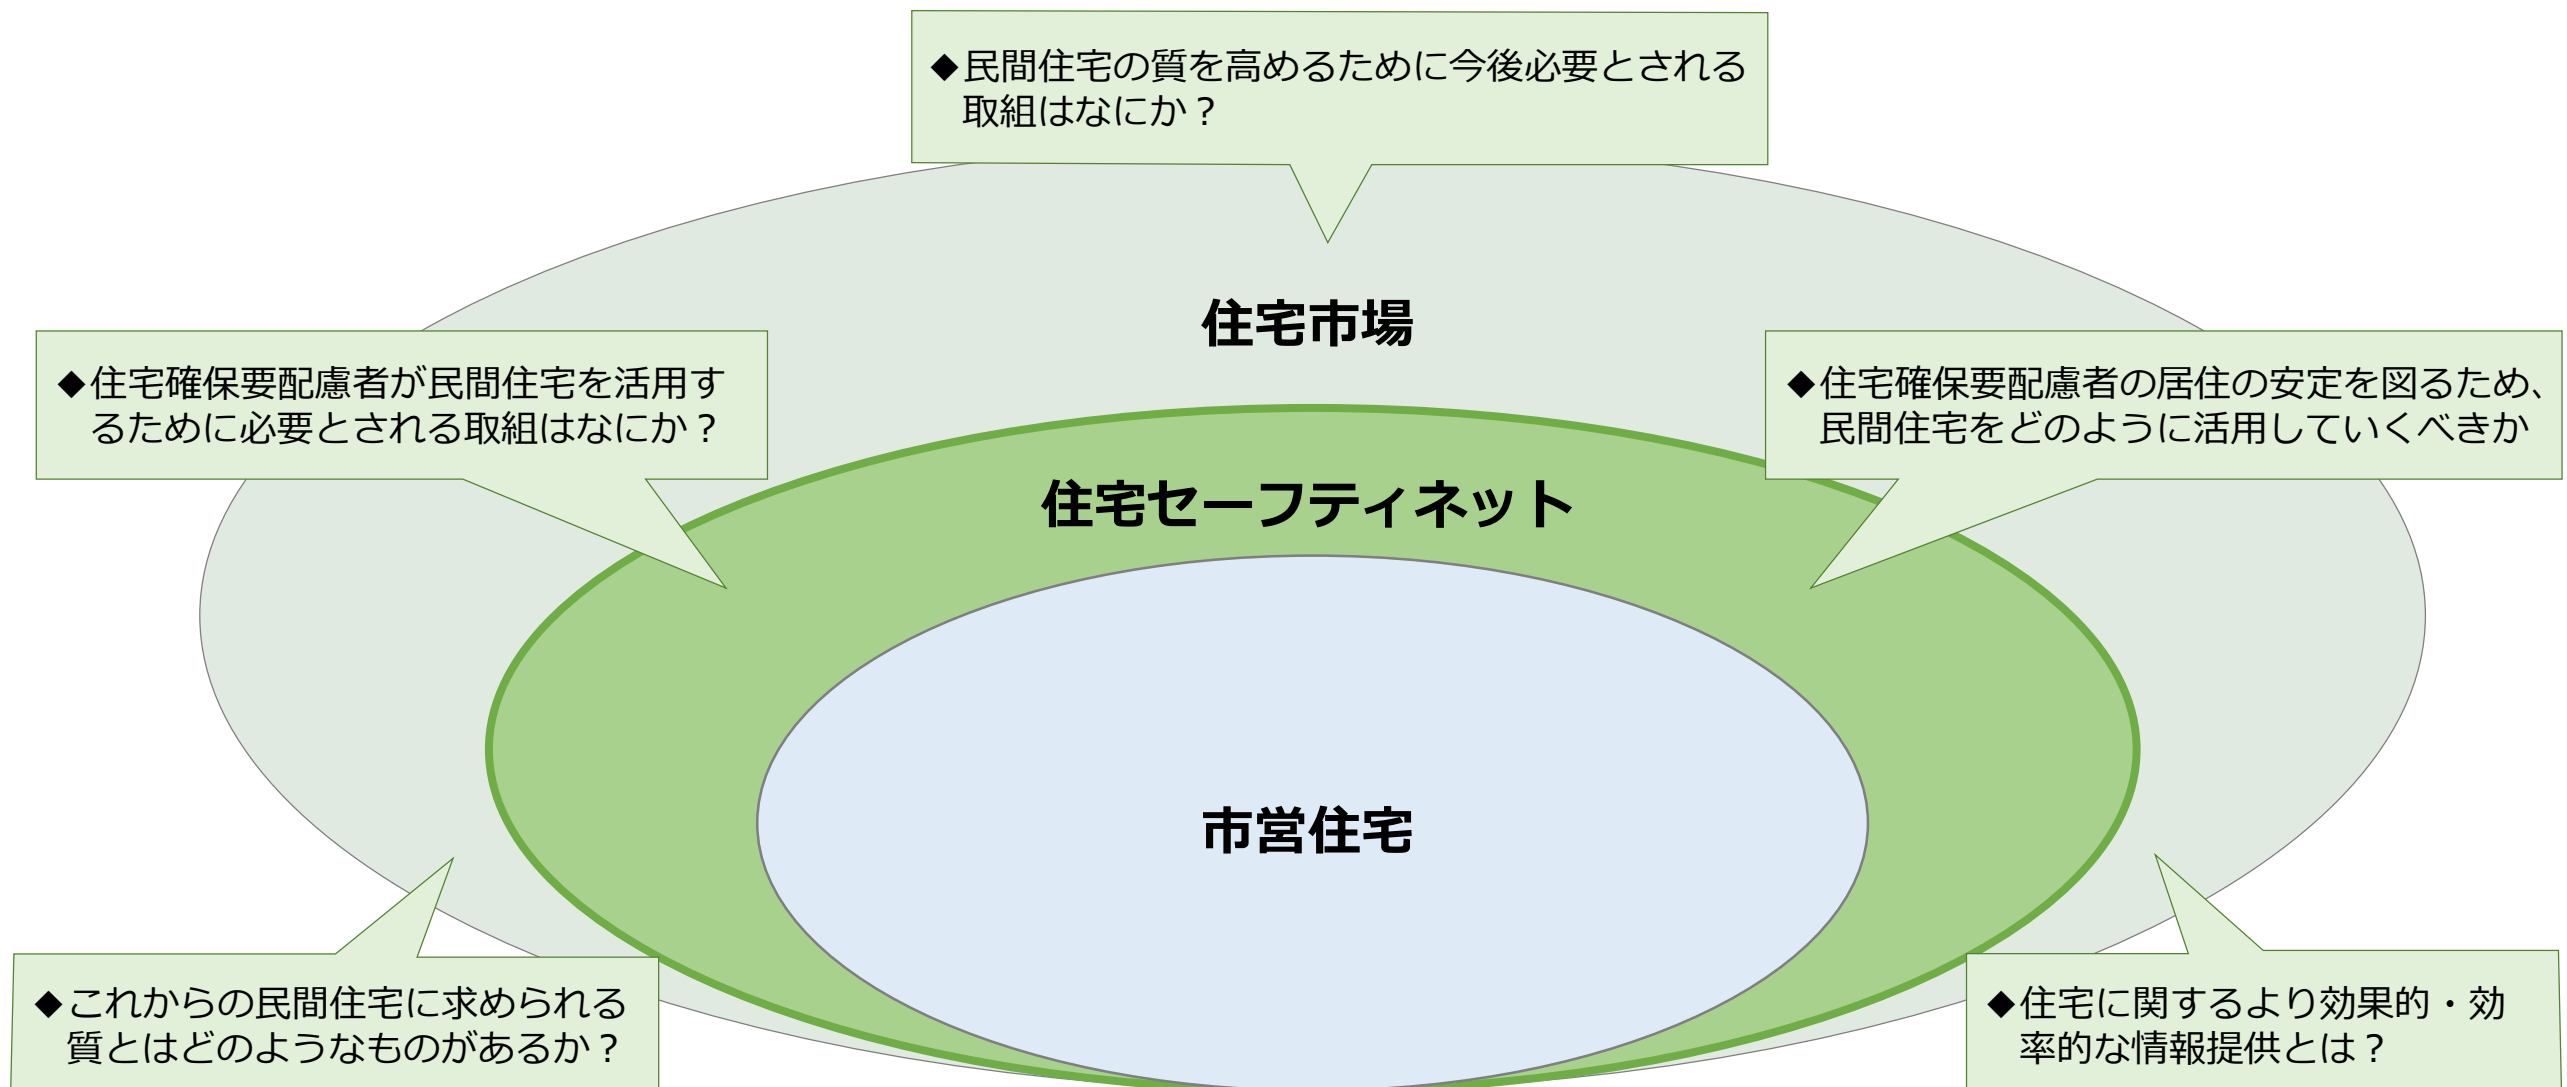 ◆民間住宅の質を高めるために今後必要とされる
取組はなにか？
住宅市場
◆住宅確保要配慮者が民間住宅を活用す
るために必要とされる取組はなにか？
◆住宅確保要配慮者の居住の安定を図るため、
民間住宅をどのように活用していくべきか
住宅セーフティネット
市営住宅
◆これからの民間住宅に求められる
質とはどのようなものがあるか？
◆住宅に関するより効果的・効
率的な情報提供とは？